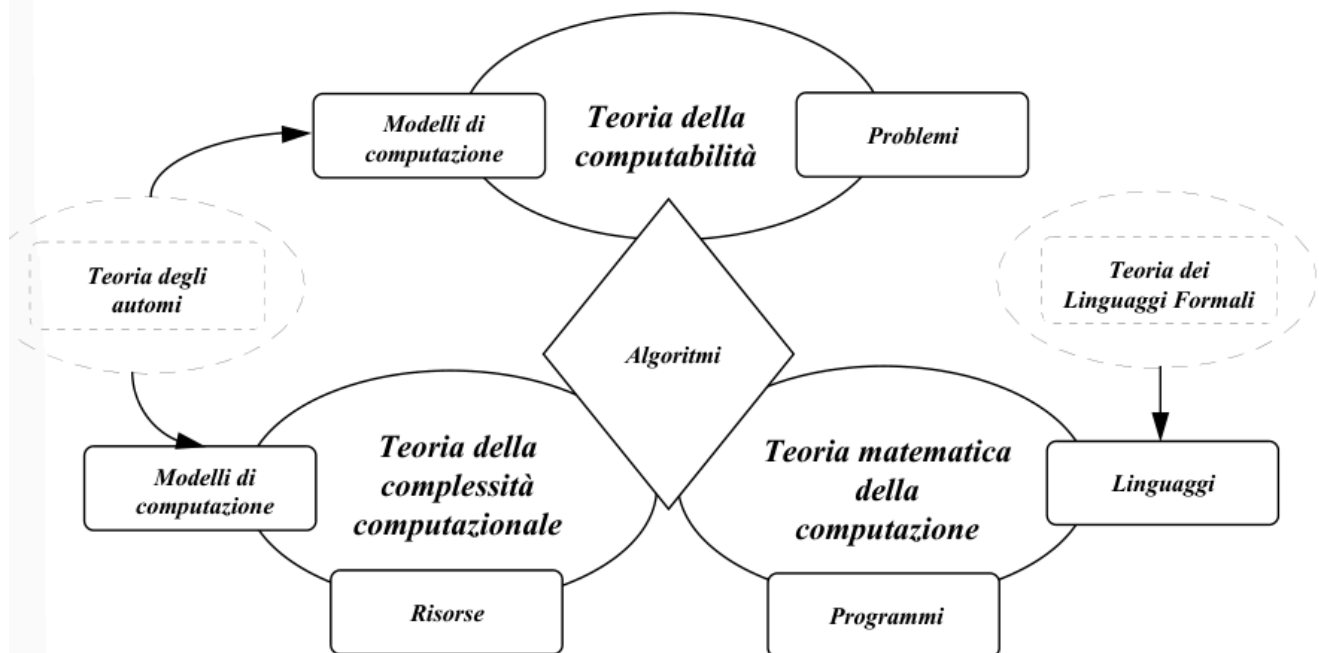 Modelli di
computazione
Teoria della
computabilità
Problemi
Teoria degli
automi
Teoria dei
Linguaggi Formali
Algoritmi
Modelli di
computazione
Teoria della
complessità
computazionale
Teoria matematica
della
computazione
Linguaggi
Risorse
Programmi